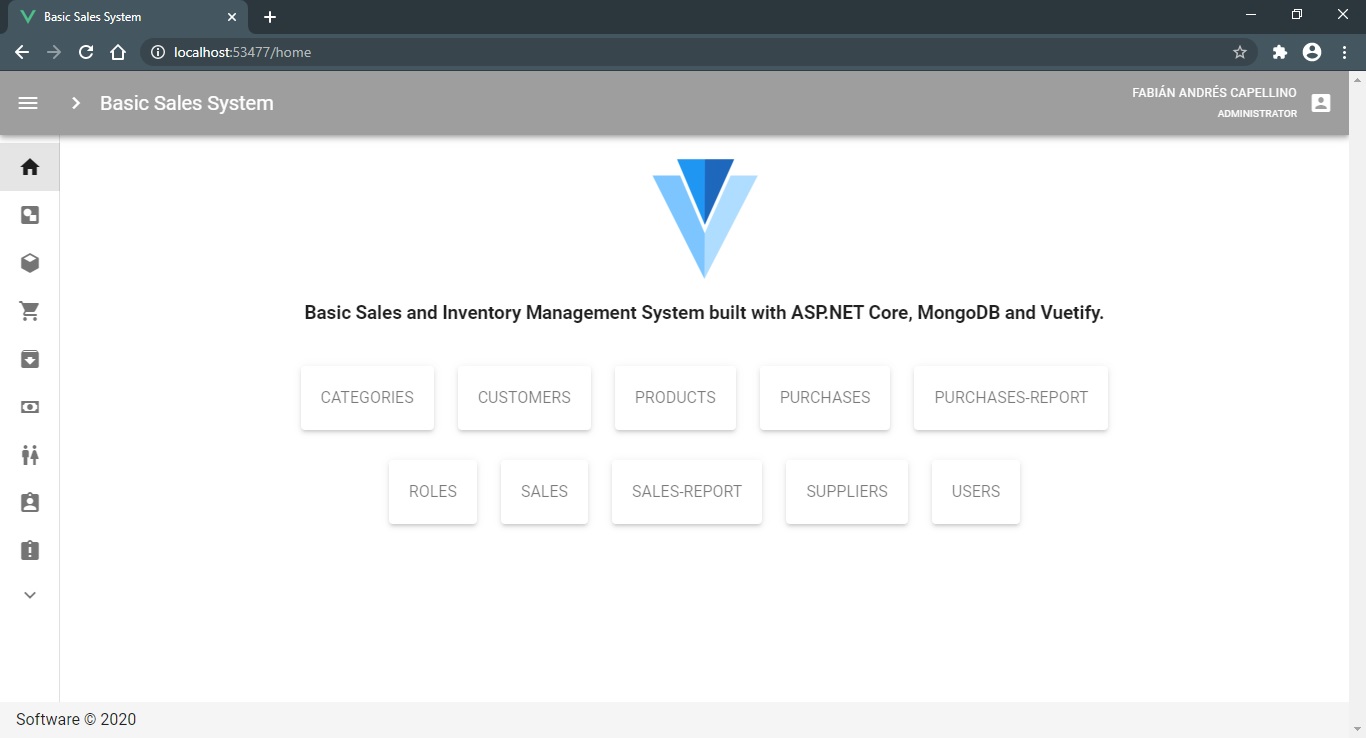 Basic Sales System
localhost:53477/home
Basic Sales System
FABIÁN ANDRÉS CAPELLINO
ADMINISTRATOR
Basic Sales and Inventory Management System built with ASP.NET Core, MongoDB and Vuetify.
CATEGORIES CUSTOMERS PRODUCTS PURCHASES PURCHASES-REPORT
ROLES SALES SALES-REPORT SUPPLIERS USERS
Software © 2020